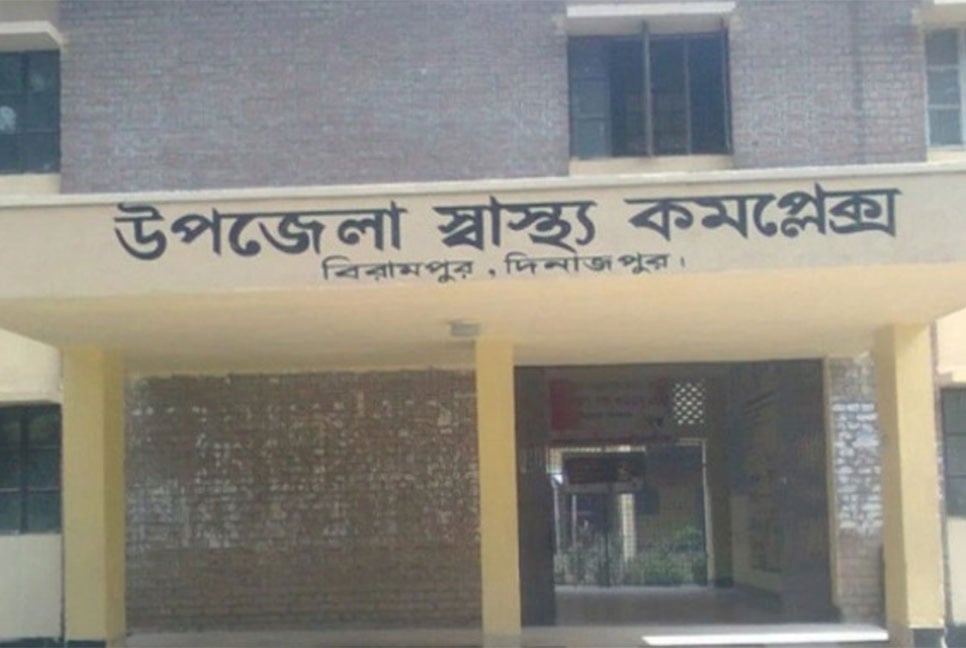 উপজেলা স্বাস্থ্য কমপ্লেক্স
বিরামপুর, দিনাজপুর।